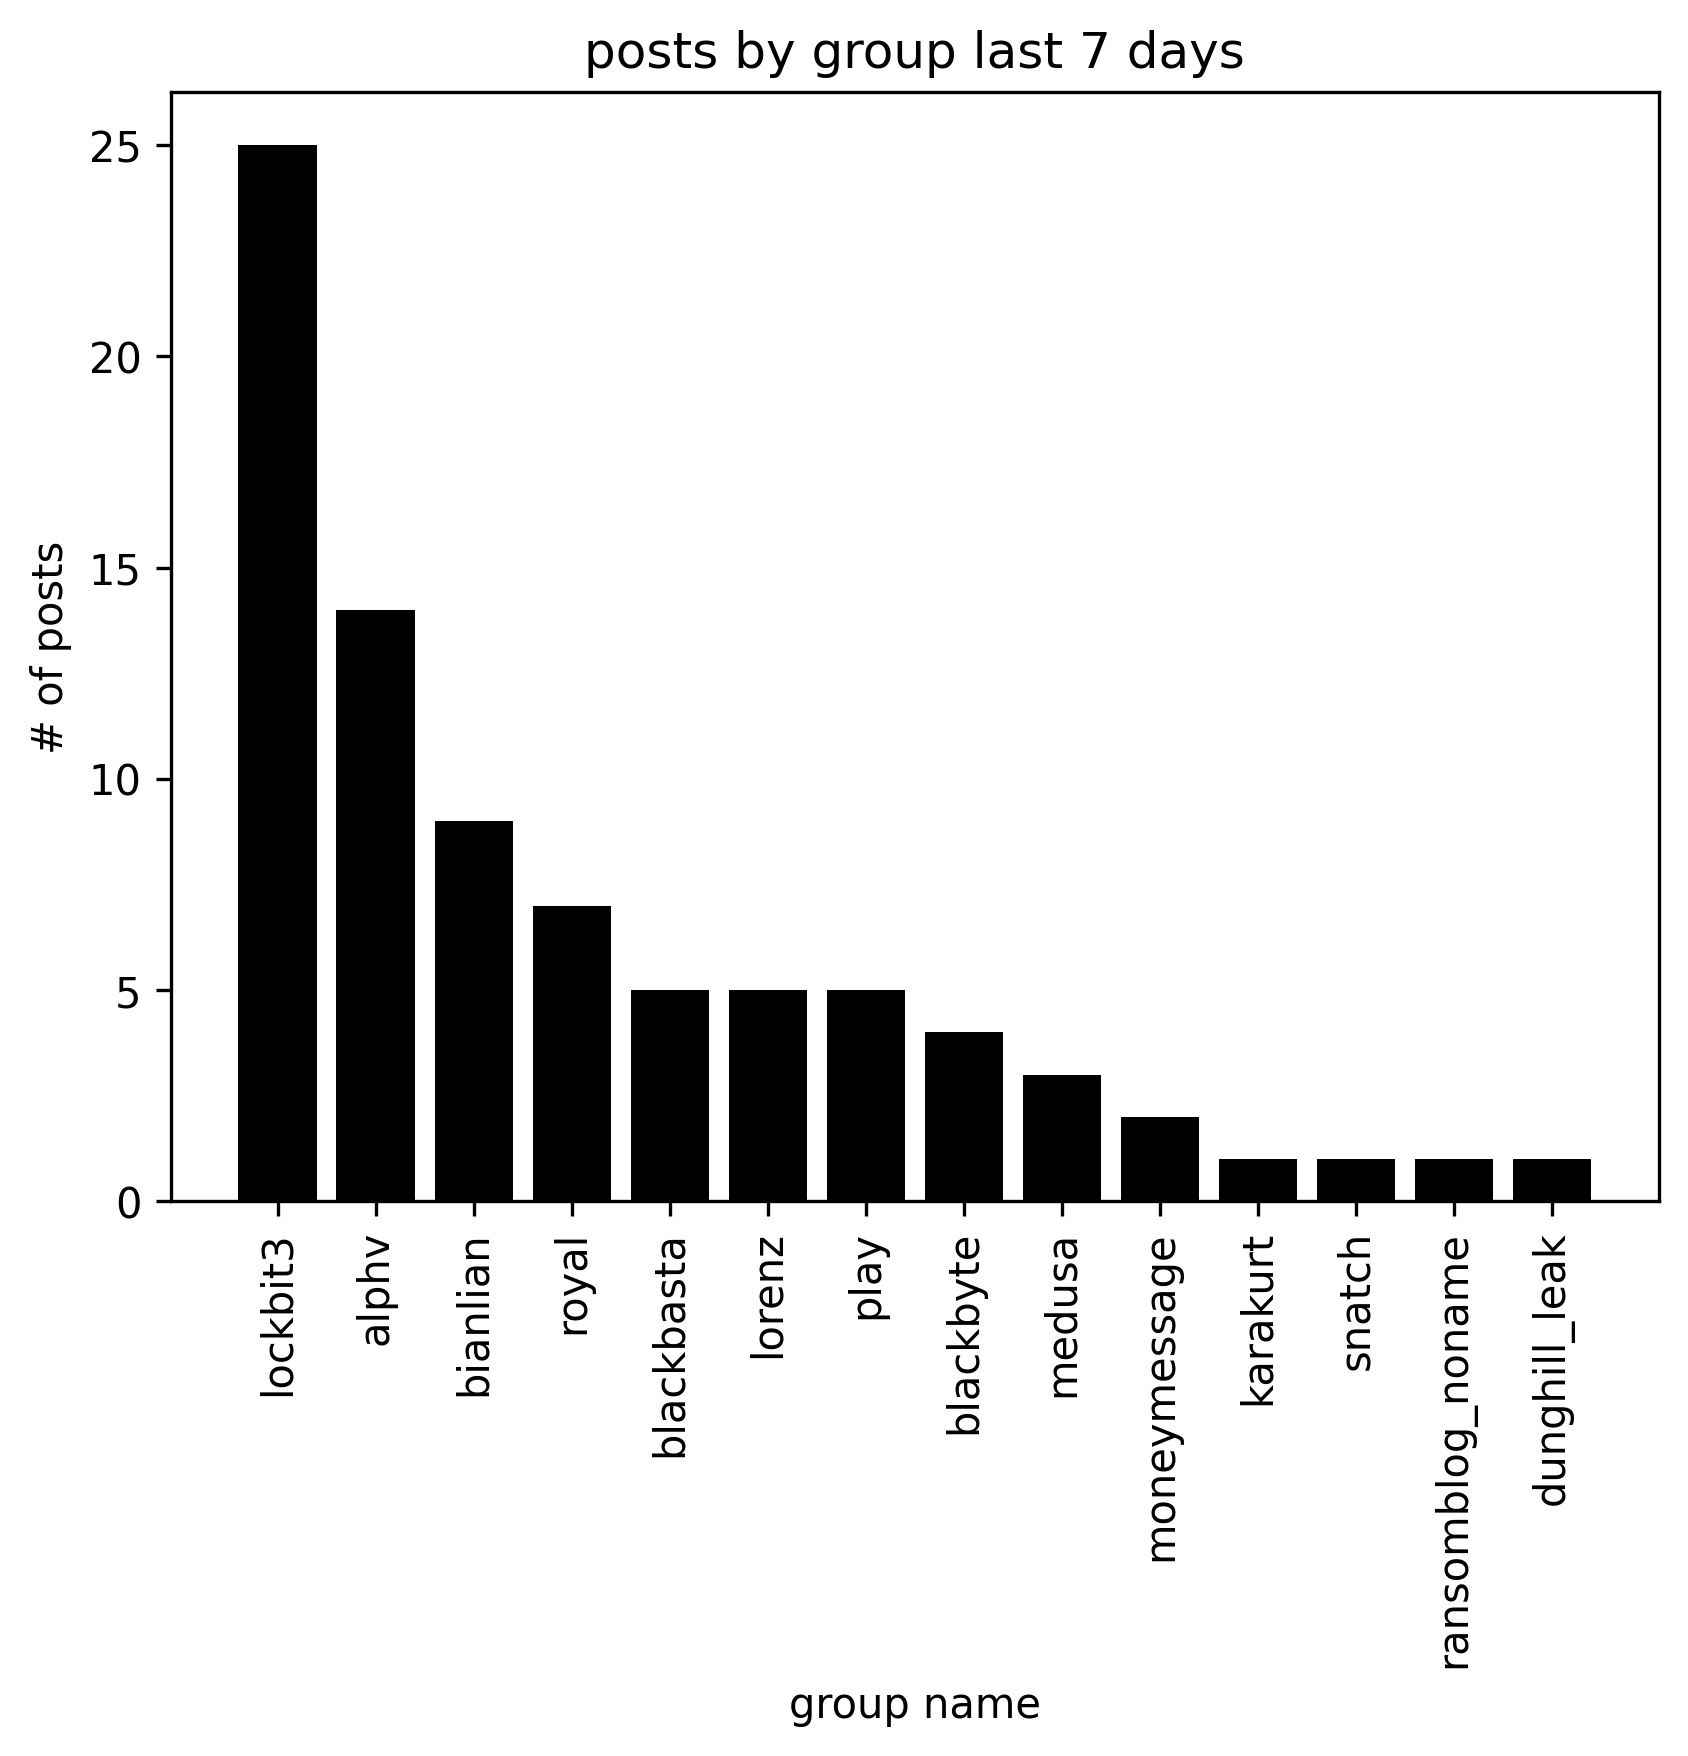 posts by group last 7 days
25
20
15
10
5
0
# of posts
lockbit3
alphv
bianlian
royal
blackbasta
lorenz
play
blackbyte
medusa
moneymessage
karakurt
snatch
ransomblog_noname
dunghill_leak
group name